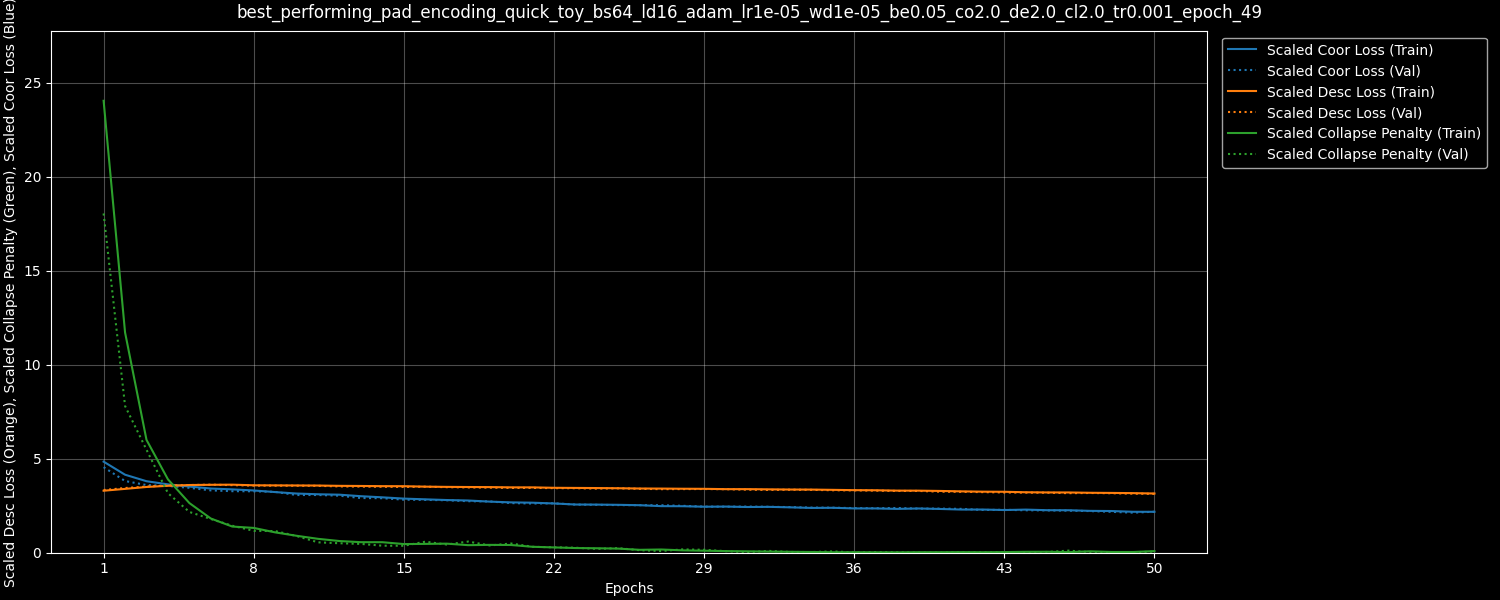 best_performing_pad_encoding_quick_toy_bs64_ld16_adam_lr1e-05_wd1e-05_be0.05_co2.0_de2.0_cl2.0_tr0.001_epoch_49
Scaled Desc Loss (Orange), Scaled Collapse Penalty (Green), Scaled Coor Loss (Blue)
25
20
15
10
5
0
1
8
15
22
29
36
43
50
Epochs
Scaled Coor Loss (Train)
Scaled Coor Loss (Val)
Scaled Desc Loss (Train)
Scaled Desc Loss (Val)
Scaled Collapse Penalty (Train)
Scaled Collapse Penalty (Val)